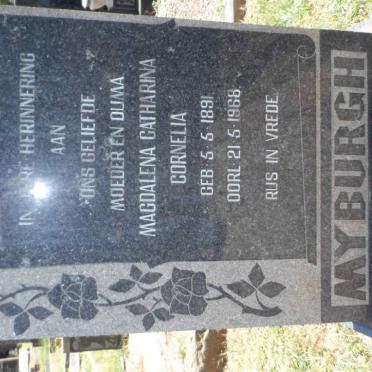 IN TERE HERINNERING
AAN
ONS GELIEFDE
MOEDER EN OUMA
MAGDALENA CATHARINA
CORNELIA
GEB 5·5·1891.
OORL 21·5·1968.
RUS IN VREDE.
MYBURGH